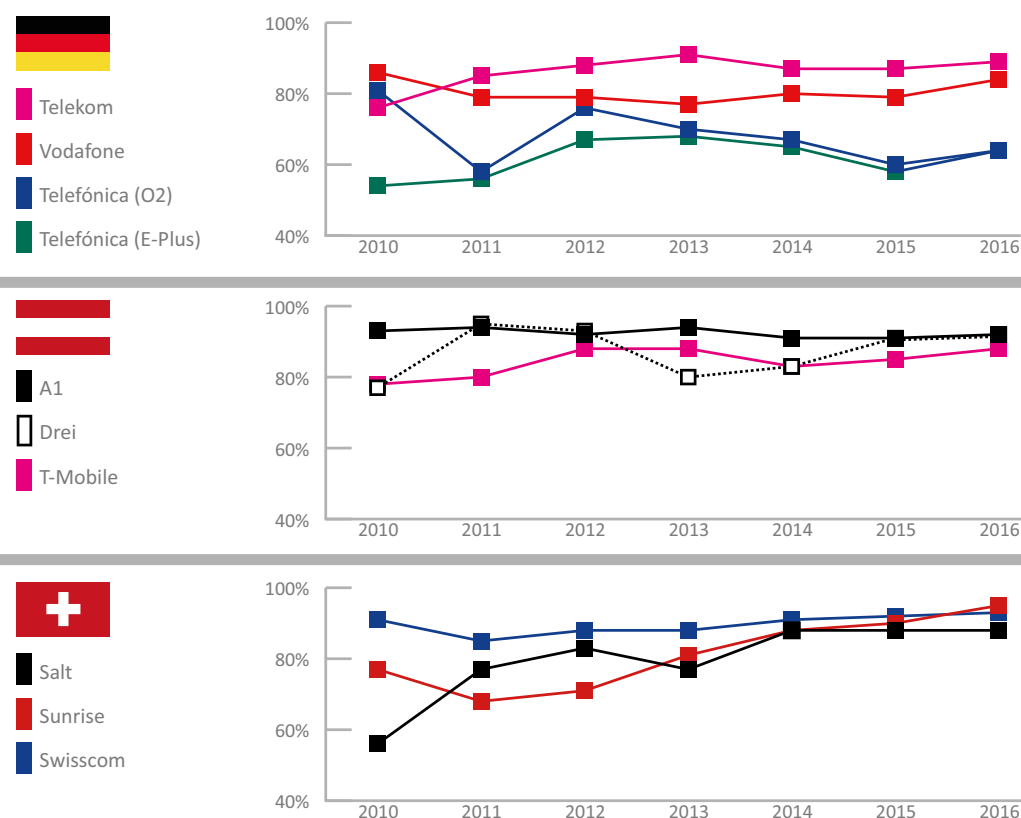 100%
80%
60%
40%
Telekom
Vodafone
Telefónica (O2)
Telefónica (E-Plus)
2010 2011 2012 2013 2014 2015 2016
100%
80%
60%
40%
A1
Drei
T-Mobile
2010 2011 2012 2013 2014 2015 2016
100%
80%
60%
40%
Salt
Sunrise
Swisscom
2010 2011 2012 2013 2014 2015 2016